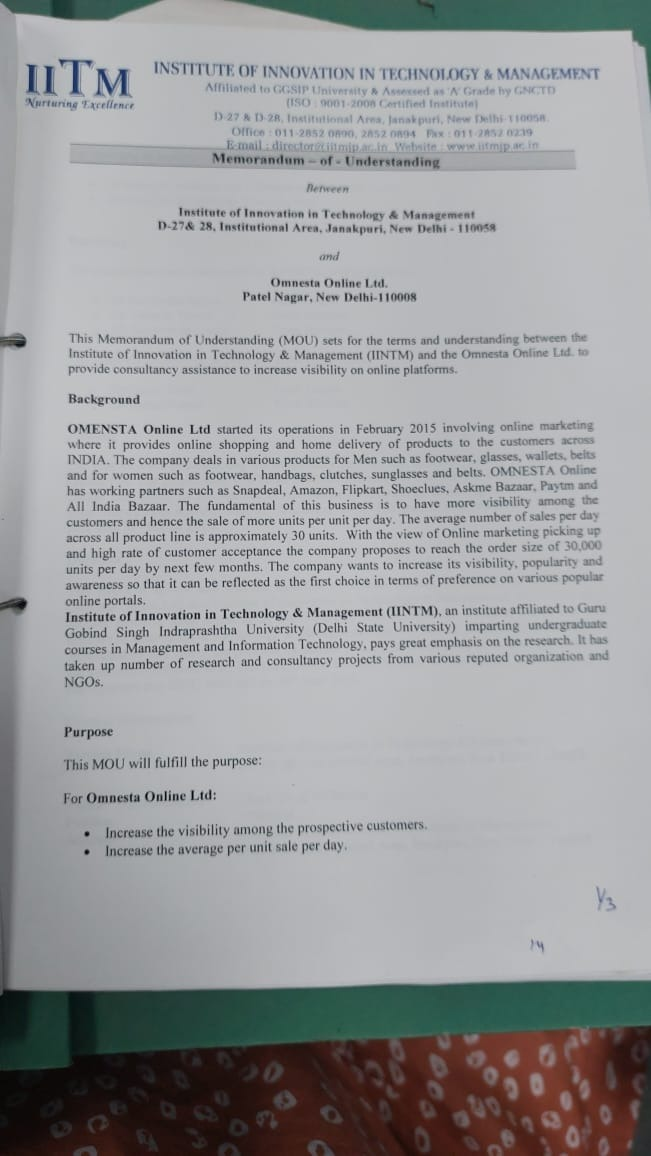 IITM
Nurturing Excellence
INSTITUTE OF INNOVATION IN TECHNOLOGY & MANAGEMENT
Affiliated to GGSIP University & Assessed as 'A' Grade by GNCTD
(ISO : 9001-2008 Certified Institute)
D-27 & D-28, Institutional Area, Janakpuri, New Delhi-110058.
Office : 011-2852 0890, 2852 0894 Fax : 011-2852 0239
E-mail : director@iitmjp.ac.in Website : www.iitmjp.ac.in
Memorandum – of - Understanding
Between
Institute of Innovation in Technology & Management
D-27& 28, Institutional Area, Janakpuri, New Delhi - 110058
and
Omnesta Online Ltd.
Patel Nagar, New Delhi-110008
This Memorandum of Understanding (MOU) sets for the terms and understanding between the
Institute of Innovation in Technology & Management (IINTM) and the Omnesta Online Ltd. to
provide consultancy assistance to increase visibility on online platforms.
Background
OMENSTA Online Ltd started its operations in February 2015 involving online marketing
where it provides online shopping and home delivery of products to the customers across
INDIA. The company deals in various products for Men such as footwear, glasses, wallets, belts
and for women such as footwear, handbags, clutches, sunglasses and belts. OMNESTA Online
has working partners such as Snapdeal, Amazon, Flipkart, Shoeclues, Askme Bazaar, Paytm and
All India Bazaar. The fundamental of this business is to have more visibility among the
customers and hence the sale of more units per unit per day. The average number of sales per day
across all product line is approximately 30 units. With the view of Online marketing picking up
and high rate of customer acceptance the company proposes to reach the order size of 30,000
units per day by next few months. The company wants to increase its visibility, popularity and
awareness so that it can be reflected as the first choice in terms of preference on various popular
online portals.
Institute of Innovation in Technology & Management (IINTM), an institute affiliated to Guru
Gobind Singh Indraprashtha University (Delhi State University) imparting undergraduate
courses in Management and Information Technology, pays great emphasis on the research. It has
taken up number of research and consultancy projects from various reputed organization and
NGOs.
Purpose
This MOU will fulfill the purpose:
For Omnesta Online Ltd:
• Increase the visibility among the prospective customers.
• Increase the average per unit sale per day.
1/3
14